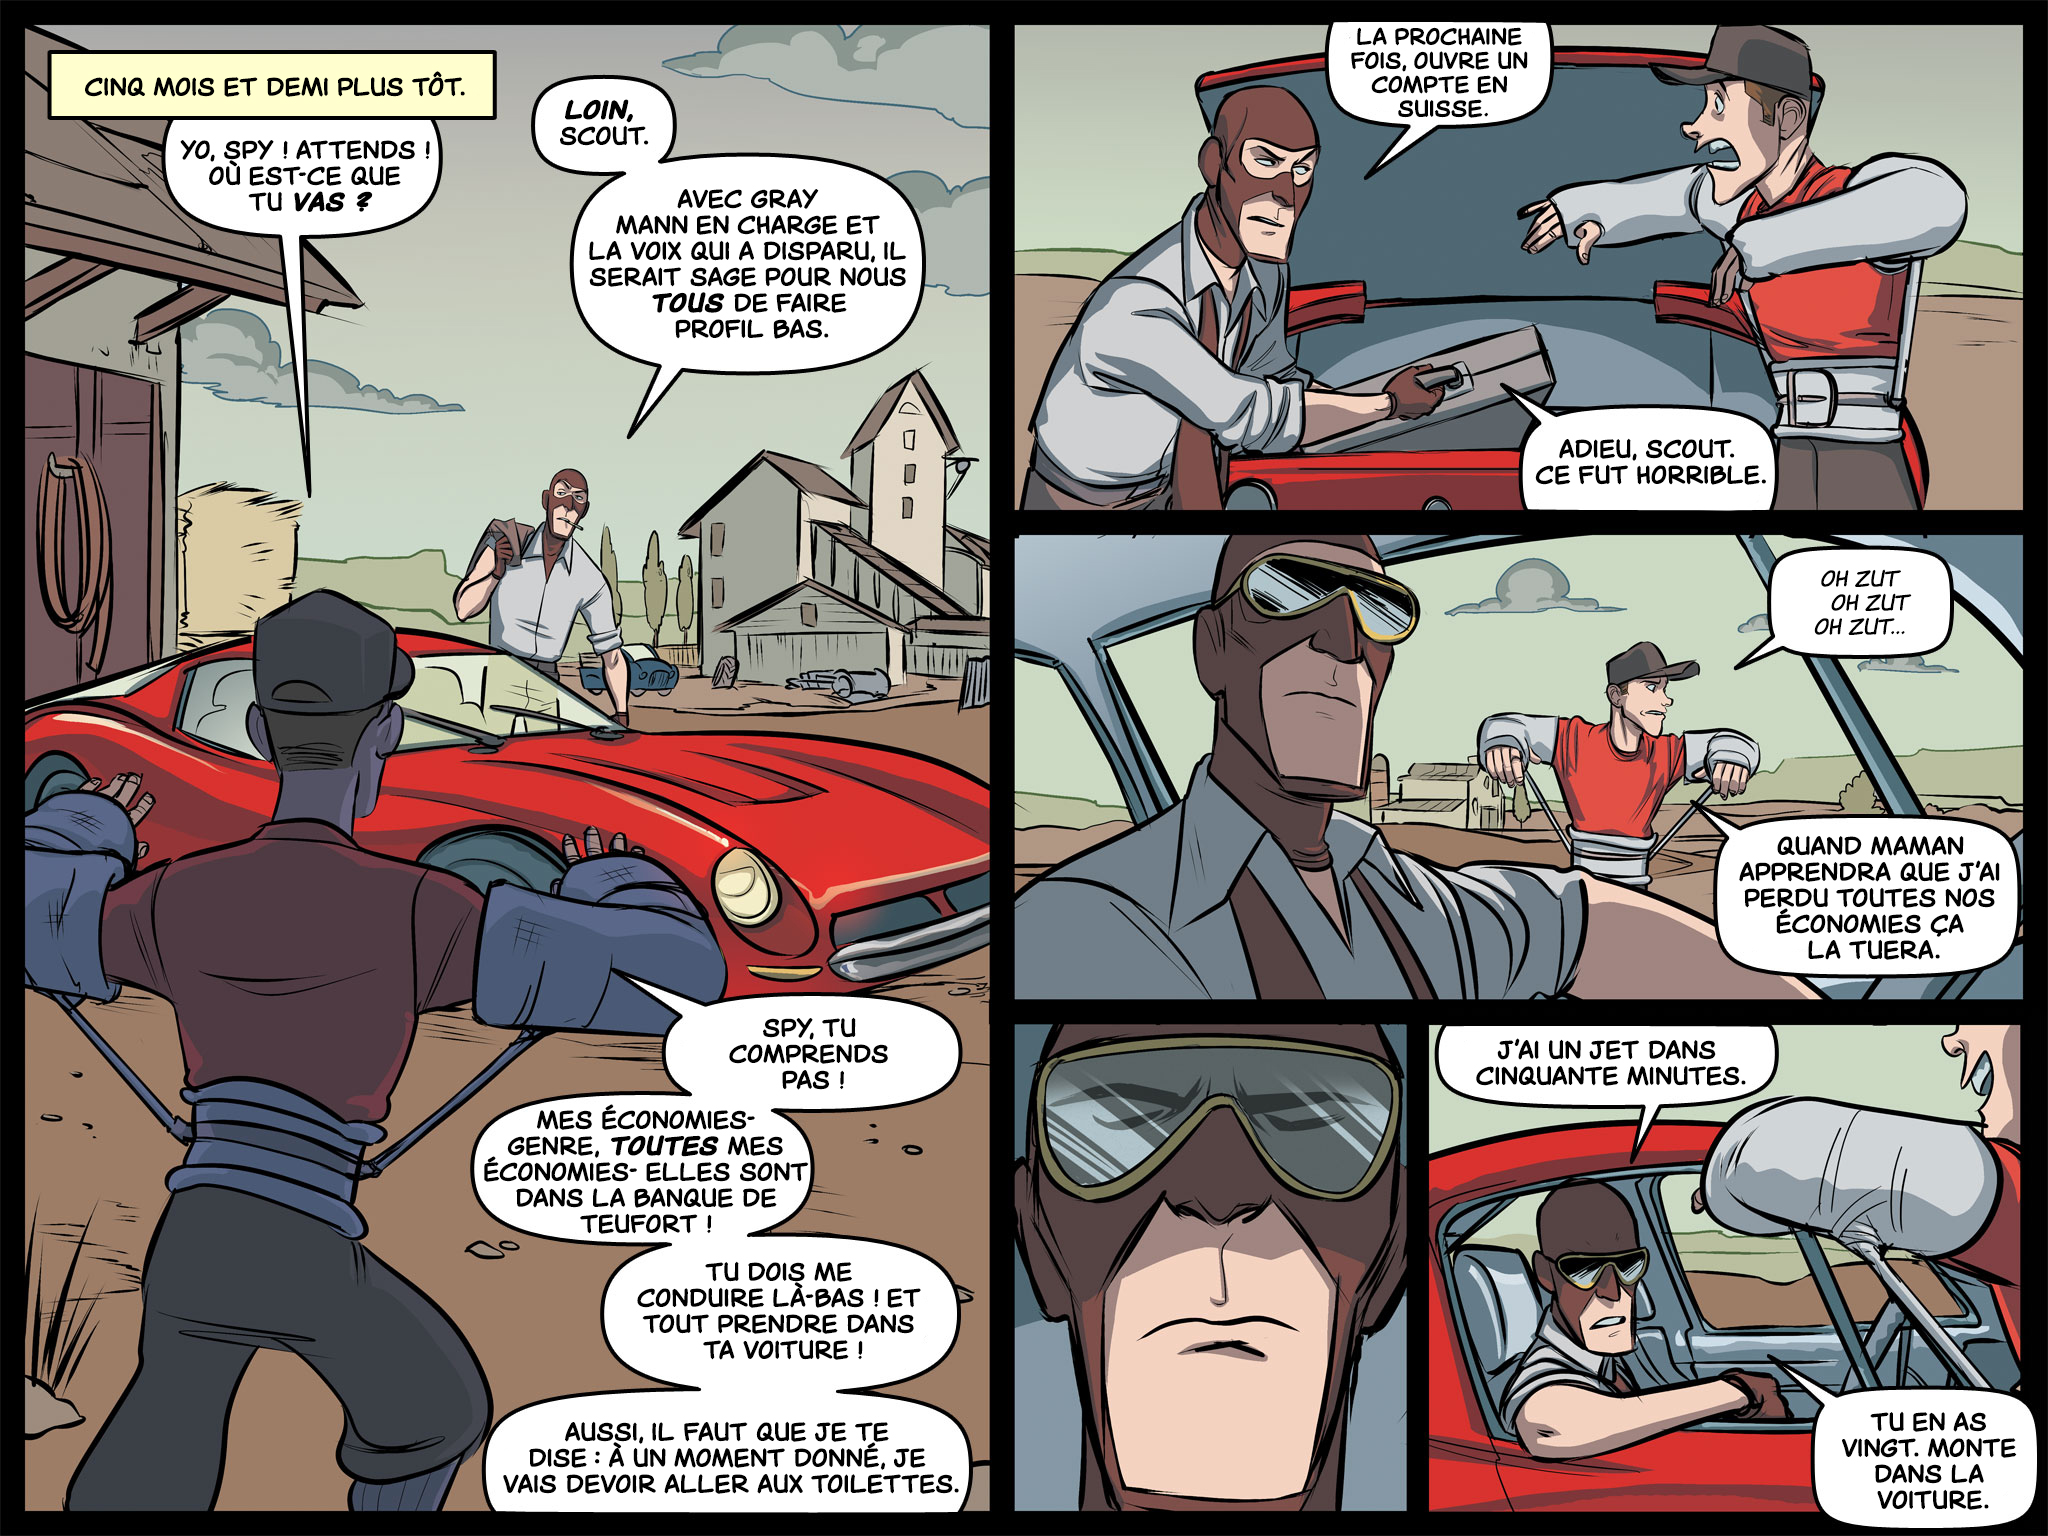 CINQ MOIS ET DEMI PLUS TÔT.
YO, SPY ! ATTENDS !
OÙ EST-CE QUE
TU VAS ?
LOIN,
SCOUT.
AVEC GRAY
MANN EN CHARGE ET
LA VOIX QUI A DISPARU, IL
SERAIT SAGE POUR NOUS
TOUS DE FAIRE
PROFIL BAS.
SPY, TU
COMPRENDS
PAS !
MES ÉCONOMIES-
GENRE, TOUTES MES
ÉCONOMIES- ELLES SONT
DANS LA BANQUE DE
TEUFORT !
TU DOIS ME
CONDUIRE LÀ-BAS ! ET
TOUT PRENDRE DANS
TA VOITURE !
AUSSI, IL FAUT QUE JE TE
DISE : À UN MOMENT DONNÉ, JE
VAIS DEVOIR ALLER AUX TOILETTES.
LA PROCHAINE
FOIS, OUVRE UN
COMPTE EN
SUISSE.
ADIEU, SCOUT.
CE FUT HORRIBLE.
OH ZUT
OH ZUT
OH ZUT...
QUAND MAMAN
APPRENDRA QUE J'AI
PERDU TOUTES NOS
ÉCONOMIES ÇA
LA TUERA.
J'AI UN JET DANS
CINQUANTE MINUTES.
TU EN AS
VINGT. MONTE
DANS LA
VOITURE.